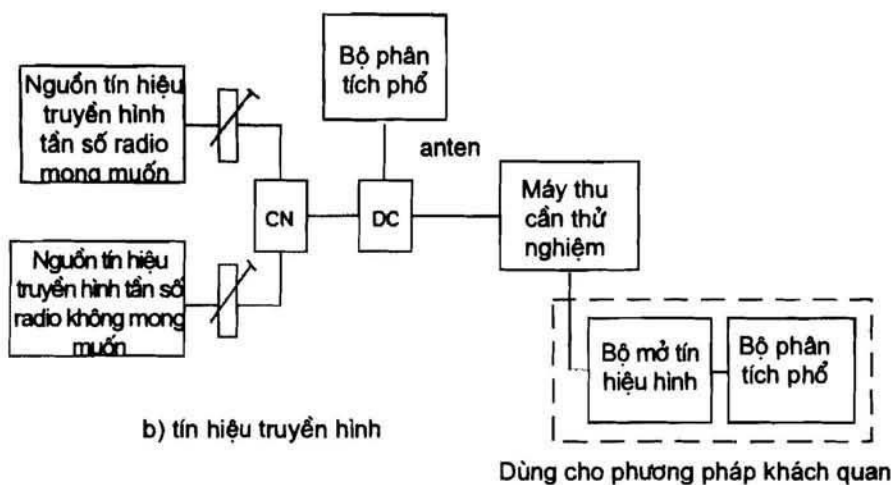 Nguồn tín hiệu
truyền hình
tần số radio
mong muốn
Bộ phân
tích phổ
anten
CN
DC
Máy thu
cần thử
nghiệm
Nguồn tín hiệu
truyền hình tần số
radio không mong
muốn
Bộ mở tín
hiệu hình
Bộ phân
tích phổ
b) tín hiệu truyền hình
Dùng cho phương pháp khách quan